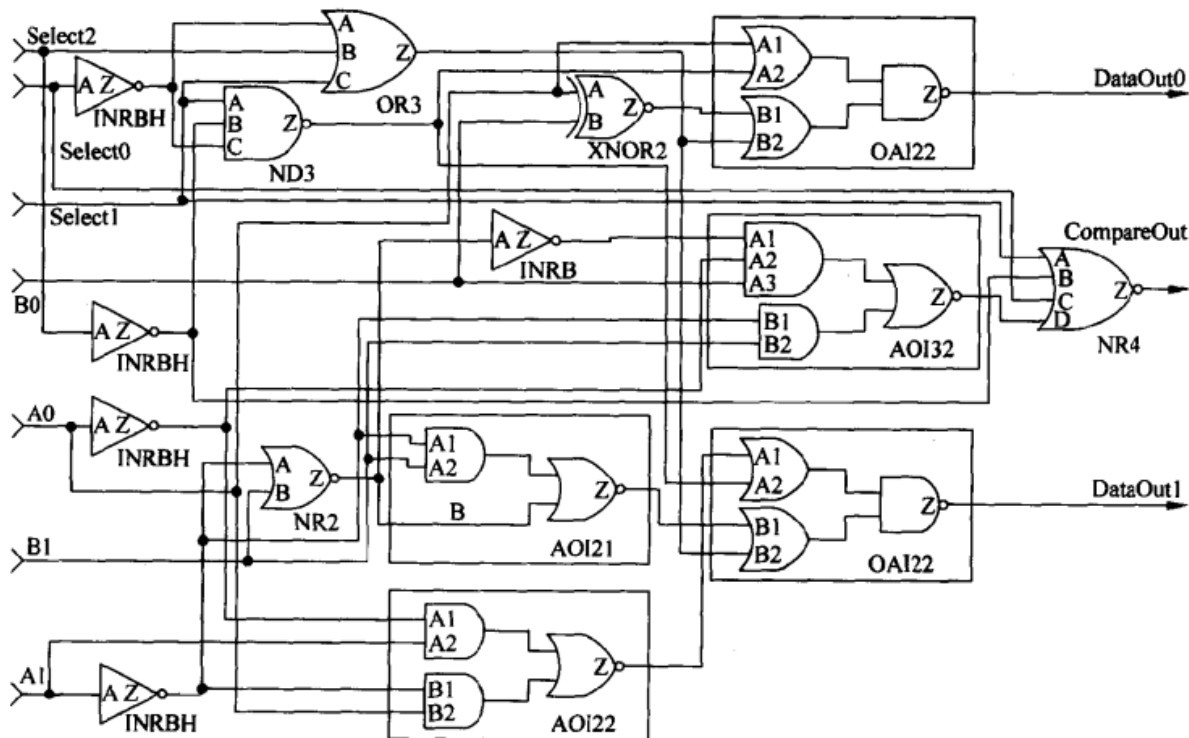 Select2
A Z
INRBH
Select0
A
B
C
Z
OR3
A
B
C
Z
ND3
Select1
A
B
XNOR2
A1
A2
B1
B2
Z
OAI22
DataOut0
B0
A Z
INRBH
A Z
INRB
A1
A2
A3
B1
B2
Z
AOI32
CompareOut
A
B
C
D
Z
NR4
A0
A Z
INRBH
A
B
Z
NR2
A1
A2
B
Z
AOI21
A1
A2
B1
B2
Z
OAI22
DataOut1
B1
A1
A Z
INRBH
A1
A2
B1
B2
Z
AOI22